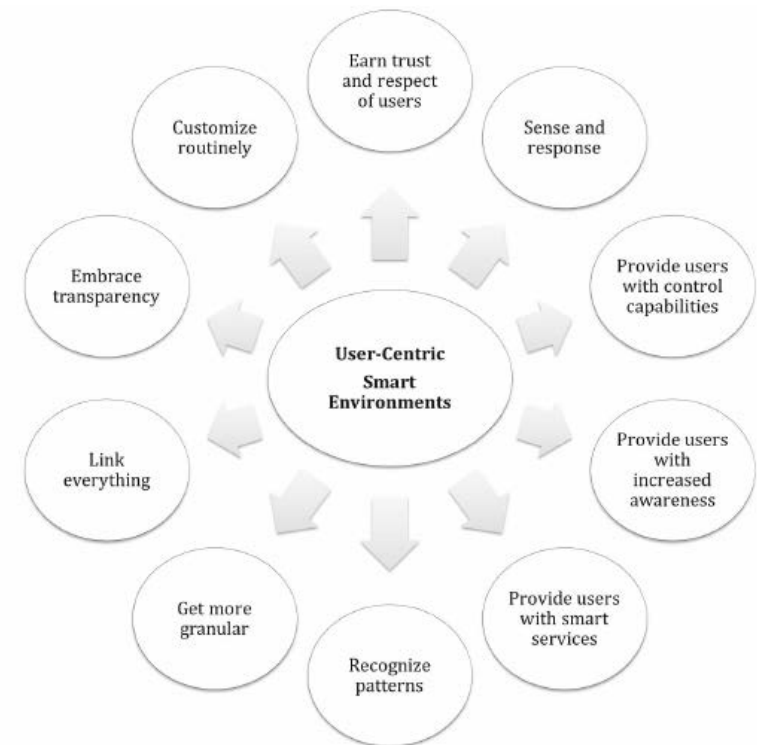 Earn trust
and respect
of users
Sense and
response
Provide users
with control
capabilities
Provide users
with
increased
awareness
Provide users
with smart
services
Recognize
patterns
Get more
granular
Link
everything
Embrace
transparency
Customize
routinely
User-Centric
Smart
Environments